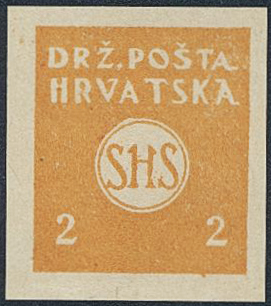 DRŽ. POŠTA
HRVATSKA
SHS
2 2